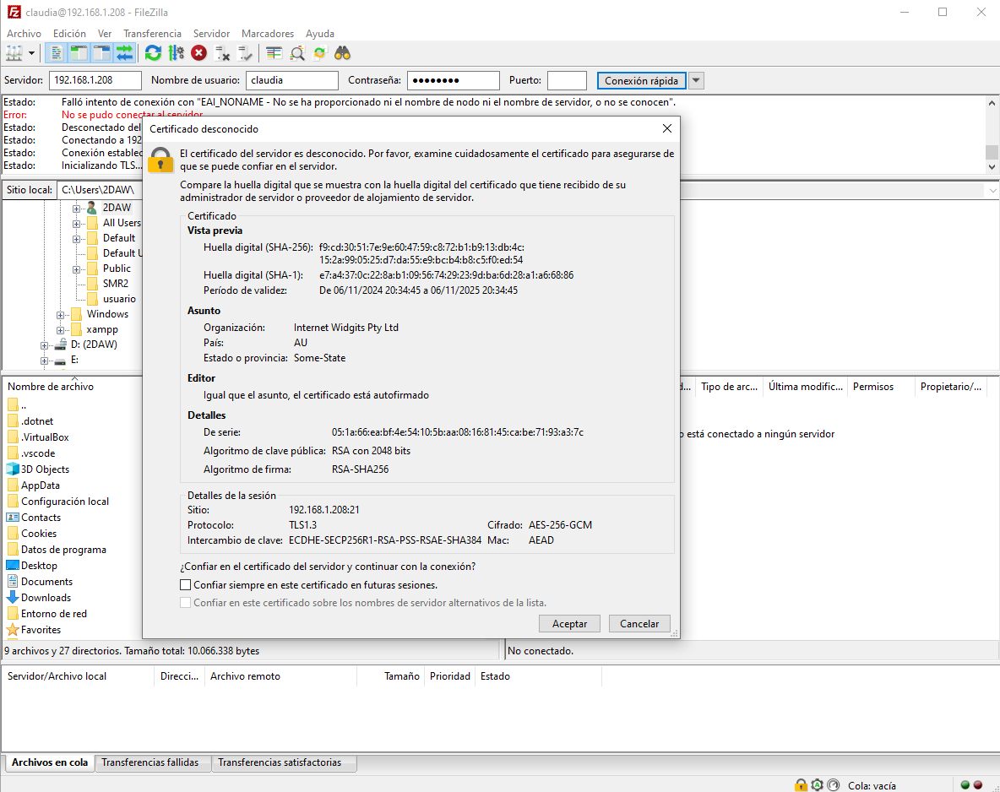 claudia@192.168.1.208 - FileZilla
Archivo Edición Ver Transferencia Servidor Marcadores Ayuda
Servidor: 192.168.1.208 Nombre de usuario: claudia Contraseña: ●●●●●●●● Puerto: Conexión rápida
Estado: Falló intento de conexión con "EAI_NONAME - No se ha proporcionado ni el nombre de nodo ni el nombre de servidor, o no se conocen".
Error: No se pudo conectar al servidor
Estado: Desconectado del
Estado: Conectando a 192
Estado: Conexión establec
Estado: Inicializando TLS...
Sitio local: C:\Users\2DAW\
2DAW
All Users
Default
Default U
Public
SMR2
usuario
Windows
xampp
D: (2DAW)
E:
Nombre de archivo
..
.dotnet
.VirtualBox
.vscode
3D Objects
AppData
Configuración local
Contacts
Cookies
Datos de programa
Desktop
Documents
Downloads
Entorno de red
Favorites
9 archivos y 27 directorios. Tamaño total: 10.066.338 bytes
Certificado desconocido
El certificado del servidor es desconocido. Por favor, examine cuidadosamente el certificado para asegurarse de
que se puede confiar en el servidor.
Compare la huella digital que se muestra con la huella digital del certificado que tiene recibido de su
administrador de servidor o proveedor de alojamiento de servidor.
Certificado
Vista previa
Huella digital (SHA-256): f9:cd:30:51:7e:9e:60:47:59:c8:72:b1:b9:13:db:4c:
15:2a:99:05:25:d7:da:55:e9:bc:b4:b8:c5:f0:ed:54
Huella digital (SHA-1): e7:a4:37:0c:22:8a:b1:09:56:74:29:23:9d:ba:6d:28:a1:a6:68:86
Período de validez: De 06/11/2024 20:34:45 a 06/11/2025 20:34:45
Asunto
Organización: Internet Widgits Pty Ltd
País: AU
Estado o provincia: Some-State
Editor
Igual que el asunto, el certificado está autofirmado
Detalles
De serie: 05:1a:66:ea:bf:4e:54:10:5b:aa:08:16:81:45:ca:be:71:93:a3:7c
Algoritmo de clave pública: RSA con 2048 bits
Algoritmo de firma: RSA-SHA256
Detalles de la sesión
Sitio: 192.168.1.208:21
Protocolo: TLS1.3 Cifrado: AES-256-GCM
Intercambio de clave: ECDHE-SECP256R1-RSA-PSS-RSAE-SHA384 Mac: AEAD
¿Confiar en el certificado del servidor y continuar con la conexión?
Confiar siempre en este certificado en futuras sesiones.
Confiar en este certificado sobre los nombres de servidor alternativos de la lista.
Aceptar Cancelar
d... Tipo de arc... Última modific... Permisos Propietario/...
o está conectado a ningún servidor
No conectado.
Servidor/Archivo local Direcci... Archivo remoto Tamaño Prioridad Estado
Archivos en cola Transferencias fallidas Transferencias satisfactorias
Cola: vacía